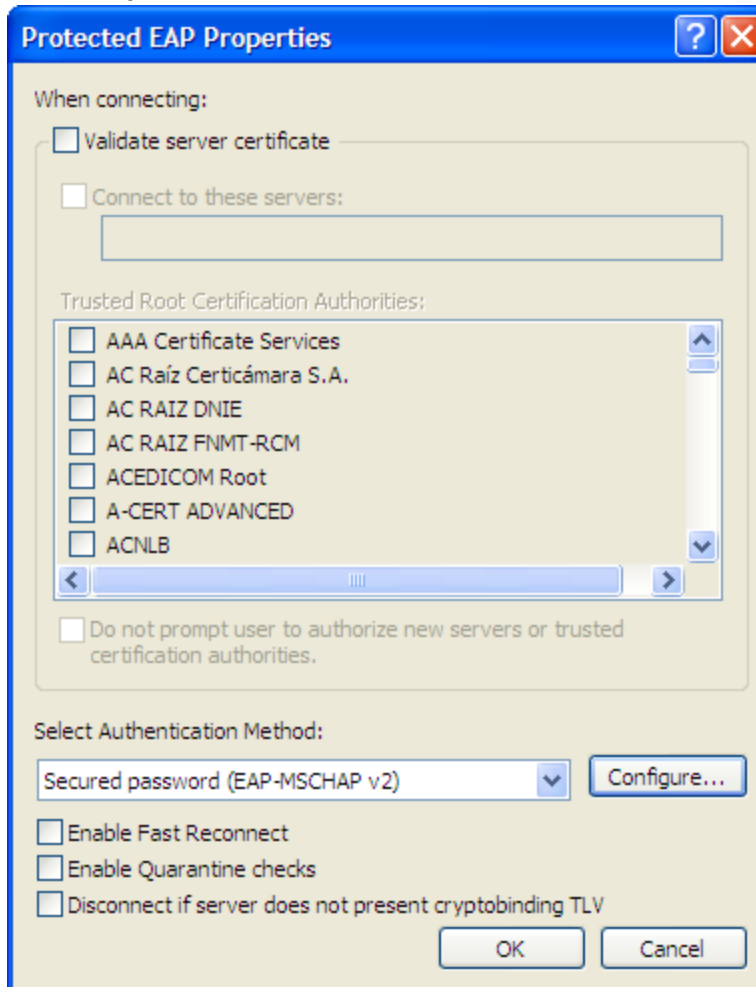 Protected EAP Properties
When connecting:
Validate server certificate
Connect to these servers:
Trusted Root Certification Authorities:
AAA Certificate Services
AC Raíz Certicámara S.A.
AC RAIZ DNIE
AC RAIZ FNMT-RCM
ACEDICOM Root
A-CERT ADVANCED
ACNLB
Do not prompt user to authorize new servers or trusted
certification authorities.
Select Authentication Method:
Secured password (EAP-MSCHAP v2)
Configure...
Enable Fast Reconnect
Enable Quarantine checks
Disconnect if server does not present cryptobinding TLV
OK
Cancel